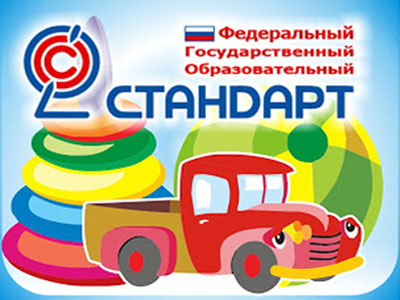 Федеральный
Государственный
Образовательный
СТАНДАРТ